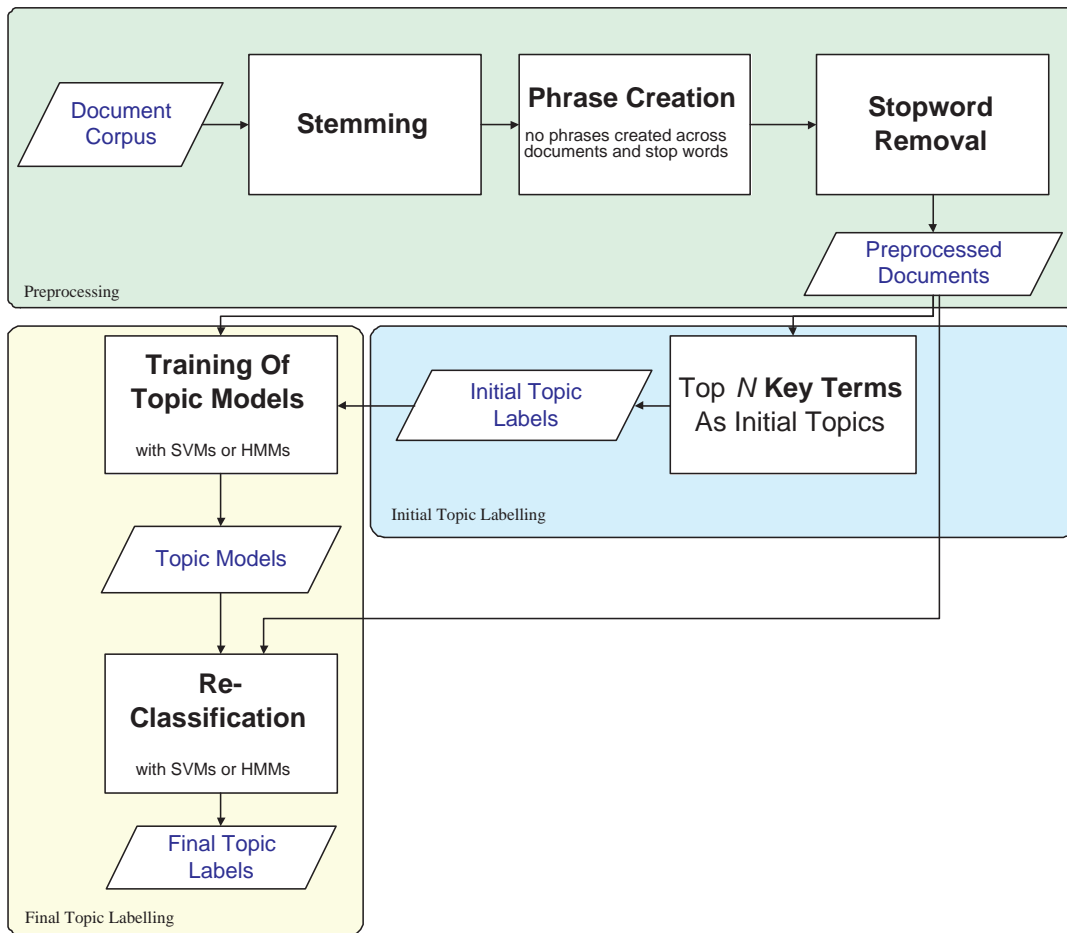 Document
Corpus
Stemming
Phrase Creation
no phrases created across
documents and stop words
Stopword
Removal
Preprocessed
Documents
Preprocessing
Training Of
Topic Models
with SVMs or HMMs
Initial Topic
Labels
Top N Key Terms
As Initial Topics
Initial Topic Labelling
Topic Models
Re-
Classification
with SVMs or HMMs
Final Topic
Labels
Final Topic Labelling